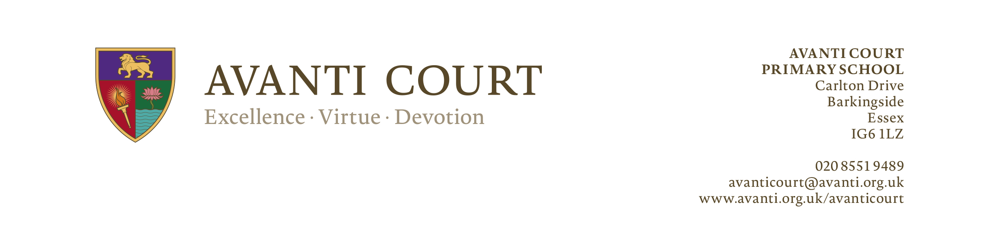 AVANTI COURT
Excellence · Virtue · Devotion
AVANTI COURT
PRIMARY SCHOOL
Carlton Drive
Barkingside
Essex
IG6 1LZ
020 8551 9489
avanticourt@avanti.org.uk
www.avanti.org.uk/avanticourt